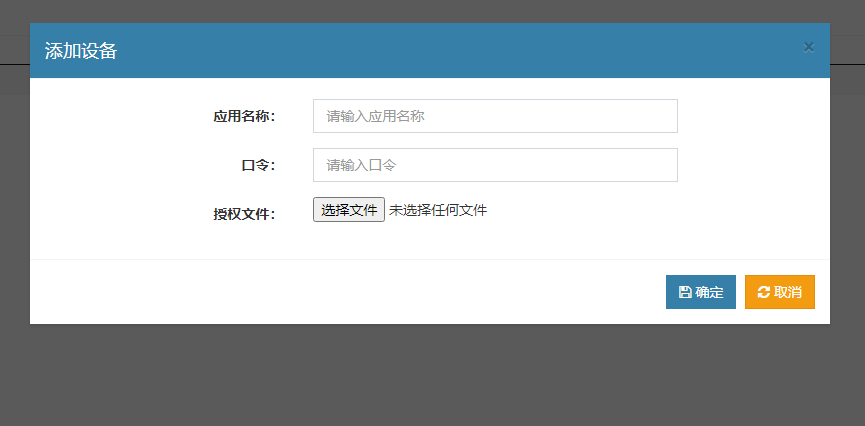 添加设备 ×
应用名称： 请输入应用名称
口令： 请输入口令
授权文件： 选择文件 未选择任何文件
确定 取消